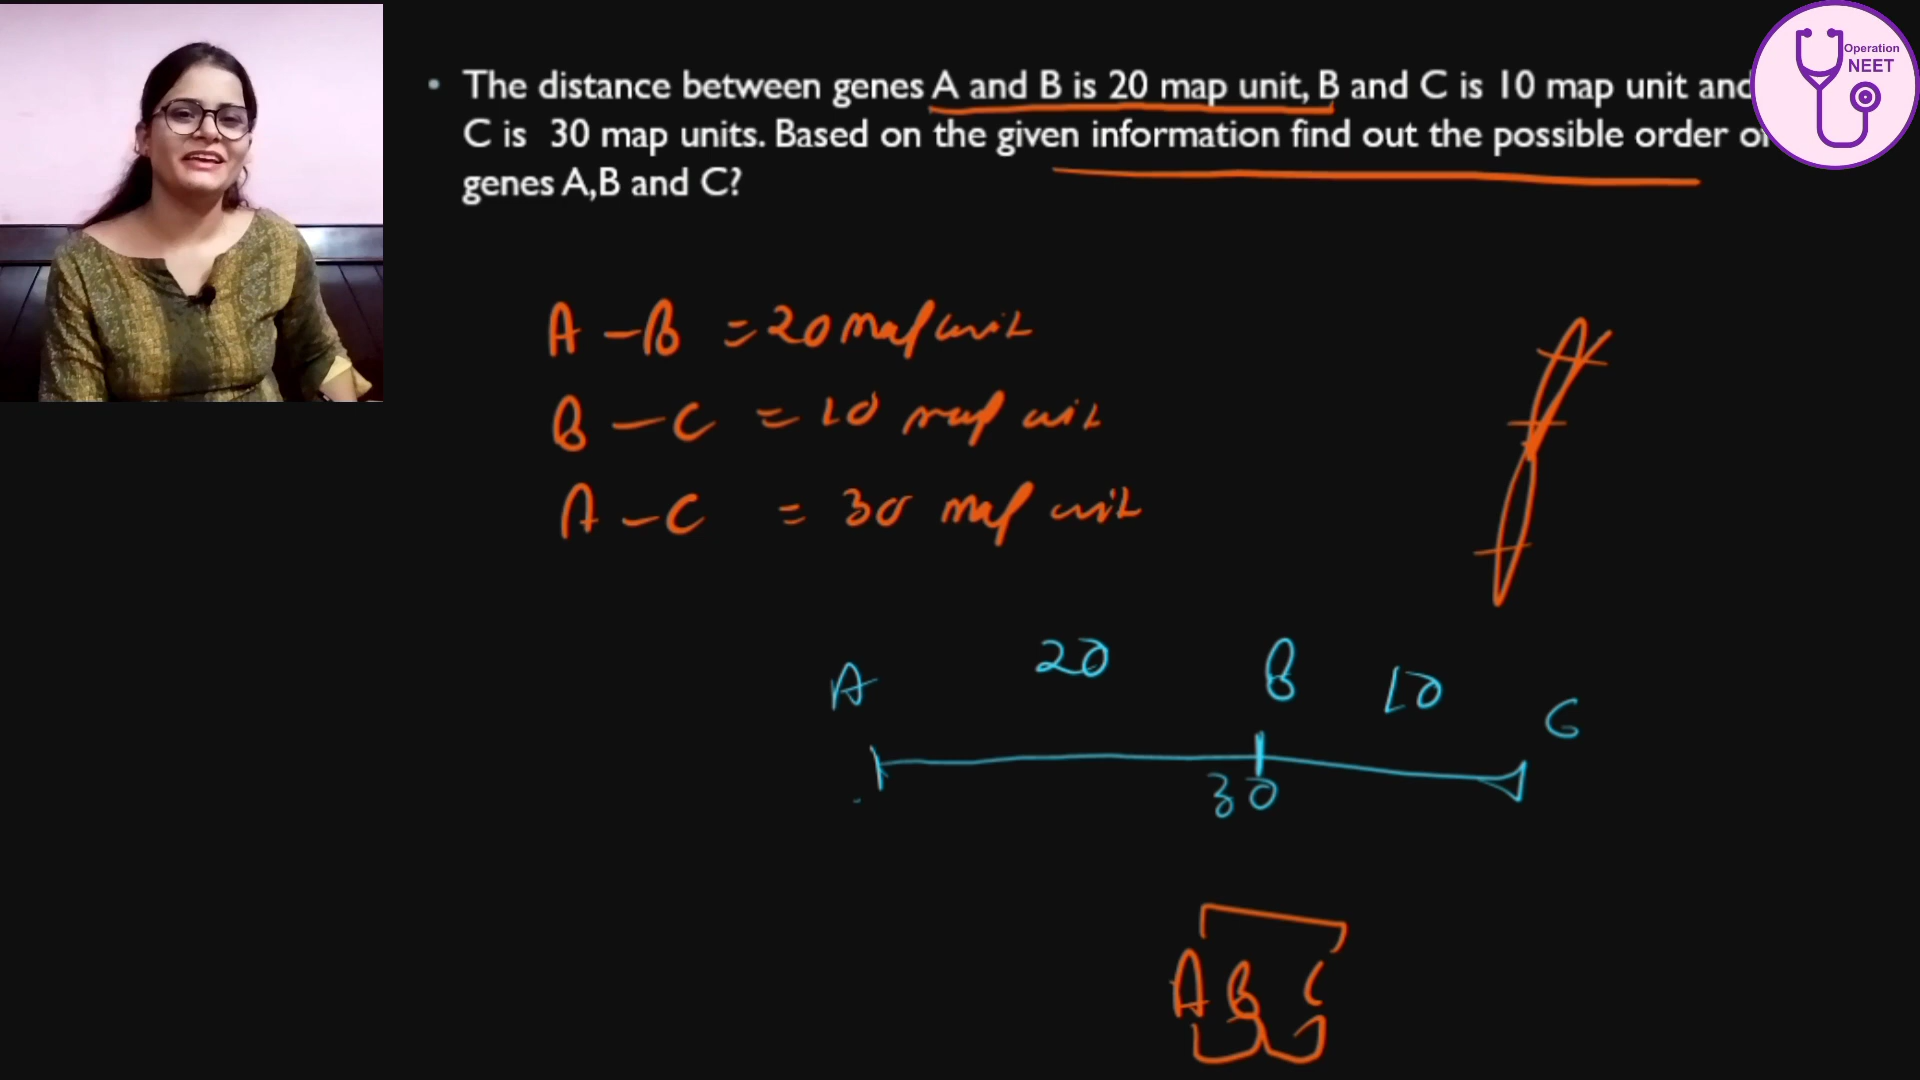 • The distance between genes A and B is 20 map unit, B and C is 10 map unit and
C is 30 map units. Based on the given information find out the possible order of
genes A,B and C?
Operation
NEET
A - B = 20 map unit
B - C = 10 map unit
A - C = 30 map unit
A 20 B 10 C
30
A B C